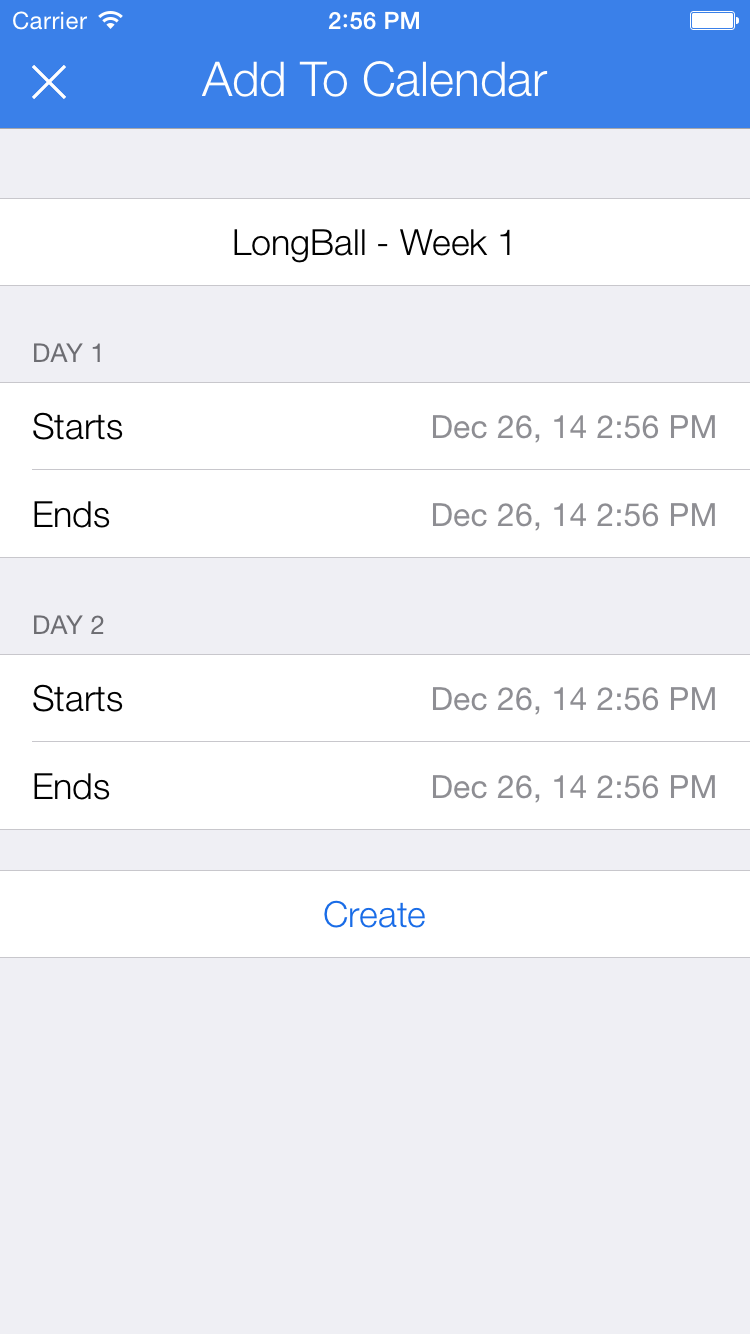 Carrier 2:56 PM
Add To Calendar
LongBall - Week 1
DAY 1
Starts Dec 26, 14 2:56 PM
Ends Dec 26, 14 2:56 PM
DAY 2
Starts Dec 26, 14 2:56 PM
Ends Dec 26, 14 2:56 PM
Create